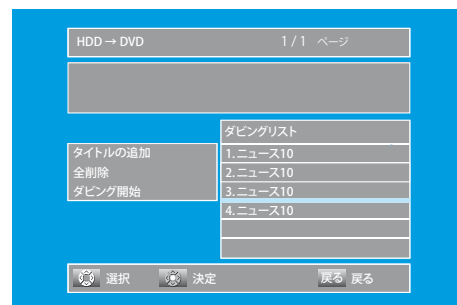 HDD → DVD 1/1 ページ
ダビングリスト
タイトルの追加
全削除
ダビング開始
1.ニュース10
2.ニュース10
3.ニュース10
4.ニュース10
選択 決定 戻る 戻る